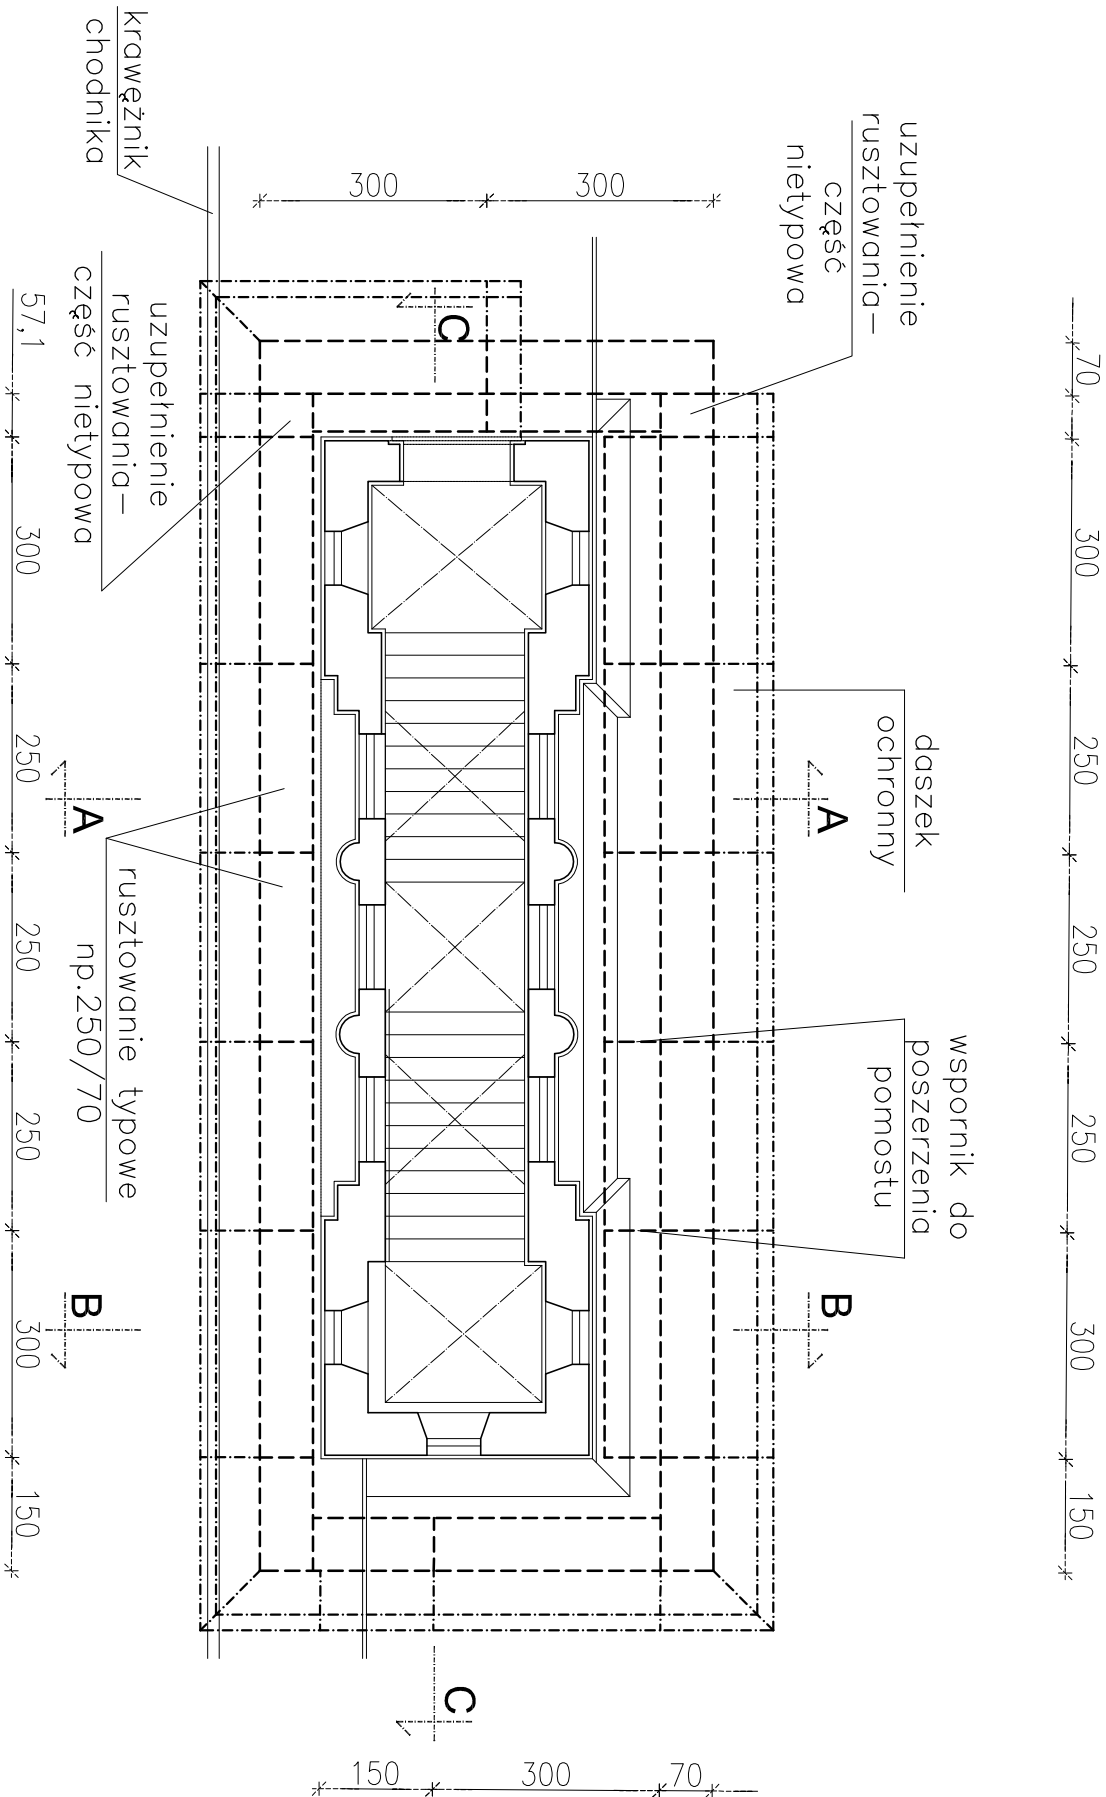 uzupełnienie
rusztowania–
część
nietypowa
daszek
ochronny
wspornik do
poszerzenia
pomostu
70
300
250
250
250
300
150
A
B
300
300
C
C
150
300
70
krawężnik
chodnika
uzupełnienie
rusztowania–
część nietypowa
A
rusztowanie typowe
np.250/70
B
57,1
300
250
250
250
300
150